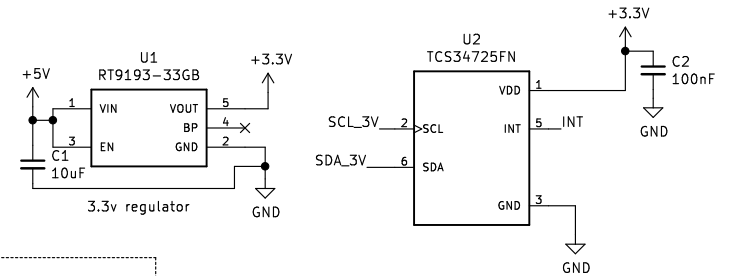 U1
RT9193-33GB
+5V
+3.3V
1
VIN
VOUT
5
BP
4
3
EN
GND
2
C1
10uF
3.3v regulator
GND
U2
TCS34725FN
+3.3V
VDD
1
C2
100nF
GND
SCL_3V
2
SCL
INT
5
INT
SDA_3V
6
SDA
GND
3
GND